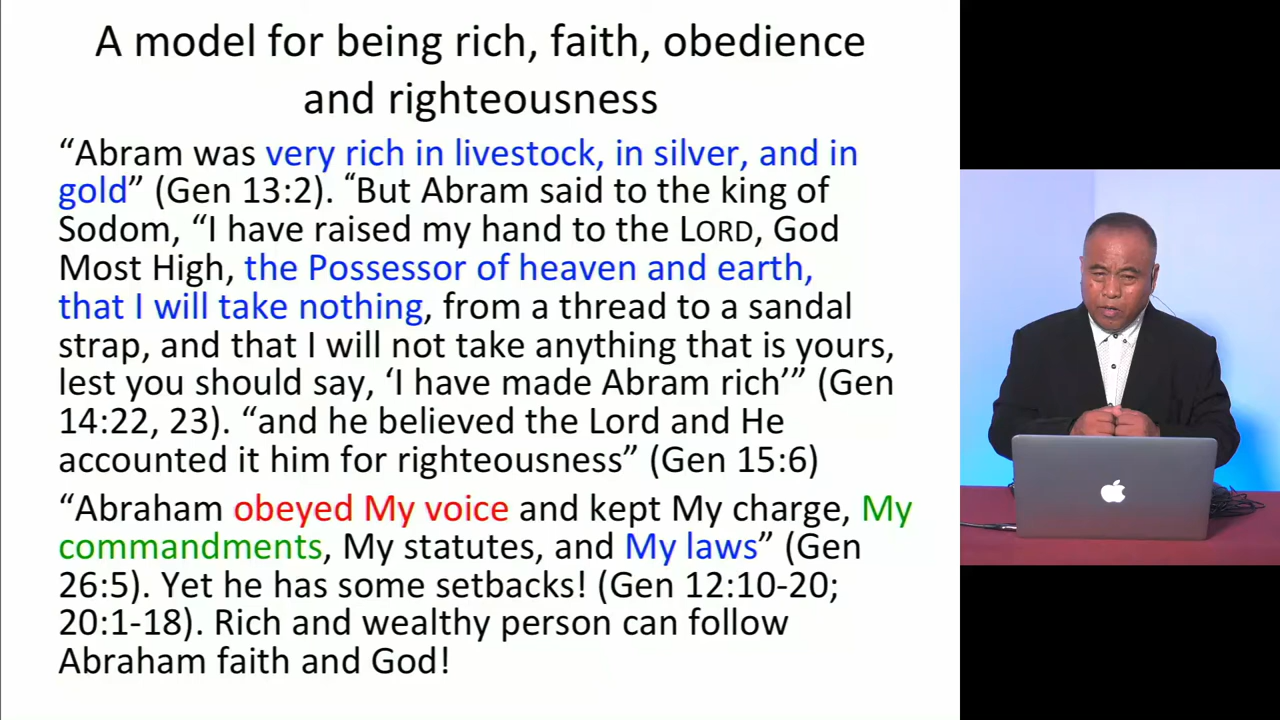 A model for being rich, faith, obedience
and righteousness
“Abram was very rich in livestock, in silver, and in
gold” (Gen 13:2). “But Abram said to the king of
Sodom, “I have raised my hand to the LORD, God
Most High, the Possessor of heaven and earth,
that I will take nothing, from a thread to a sandal
strap, and that I will not take anything that is yours,
lest you should say, ‘I have made Abram rich’” (Gen
14:22, 23). “and he believed the Lord and He
accounted it him for righteousness” (Gen 15:6)
“Abraham obeyed My voice and kept My charge, My
commandments, My statutes, and My laws” (Gen
26:5). Yet he has some setbacks! (Gen 12:10-20;
20:1-18). Rich and wealthy person can follow
Abraham faith and God!